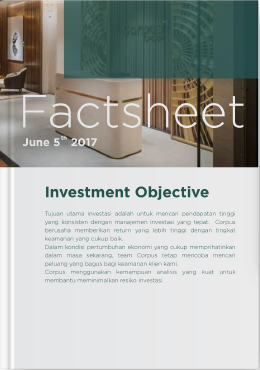 Factsheet
June 5th 2017
Investment Objective
Tujuan utama investasi adalah untuk mencari pendapatan tinggi
yang konsisten dengan manajemen investasi yang tepat. Corpus
berusaha memberikan return yang lebih tinggi dengan tingkat
keamanan yang cukup baik.
Dalam kondisi pertumbuhan ekonomi yang cukup memprihatinkan
dalam masa sekarang, team Corpus tetap mencoba mencari
peluang yang bagus bagi keamanan klien kami.
Corpus menggunakan kemampuan analisis yang kuat untuk
membantu meminimalkan resiko investasi.